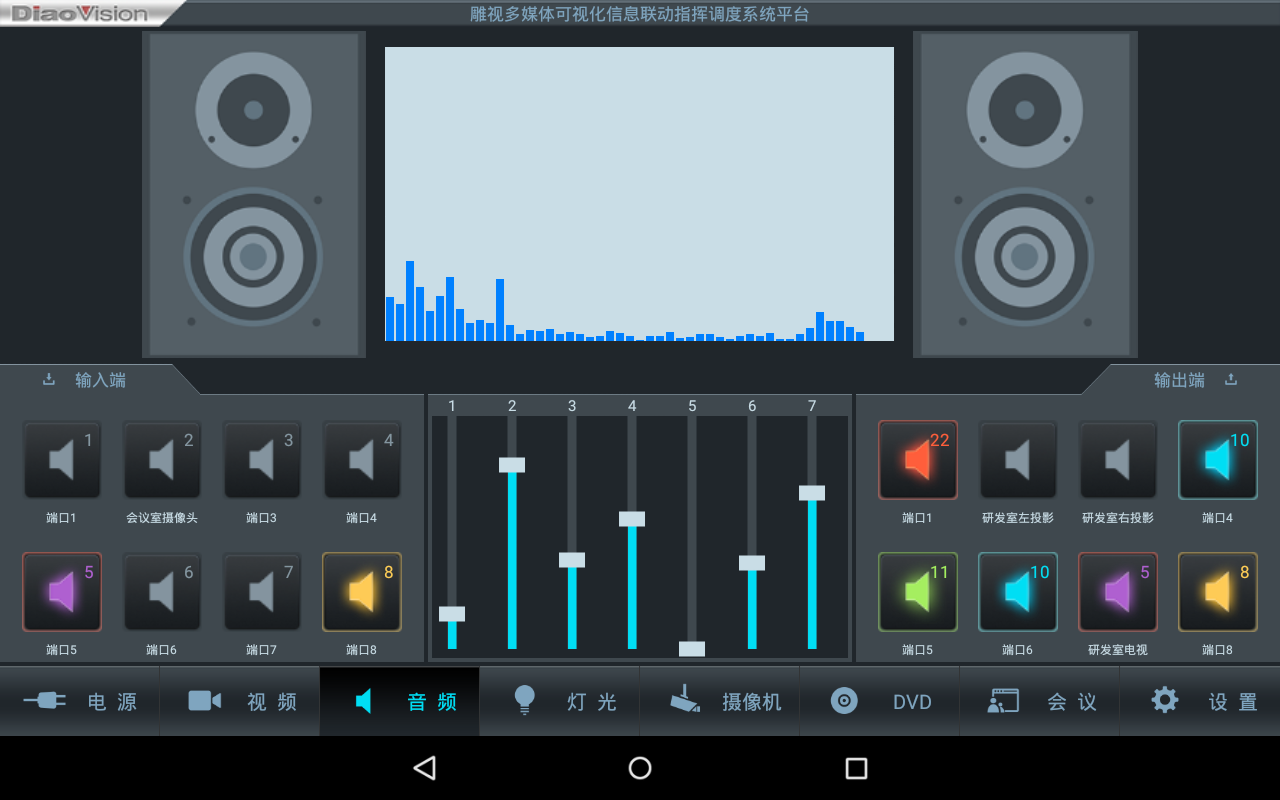 DiaoVision
雕视多媒体可视化信息联动指挥调度系统平台
输入端
输出端
1 2 3 4 5 6 7
1 2 3 4
端口1 会议室摄像头 端口3 端口4
5 6 7 8
端口5 端口6 端口7 端口8
22 10
端口1 研发室左投影 研发室右投影 端口4
11 10 5 8
端口5 端口6 研发室电视 端口8
电源 视频 音频 灯光 摄像机 DVD 会议 设置